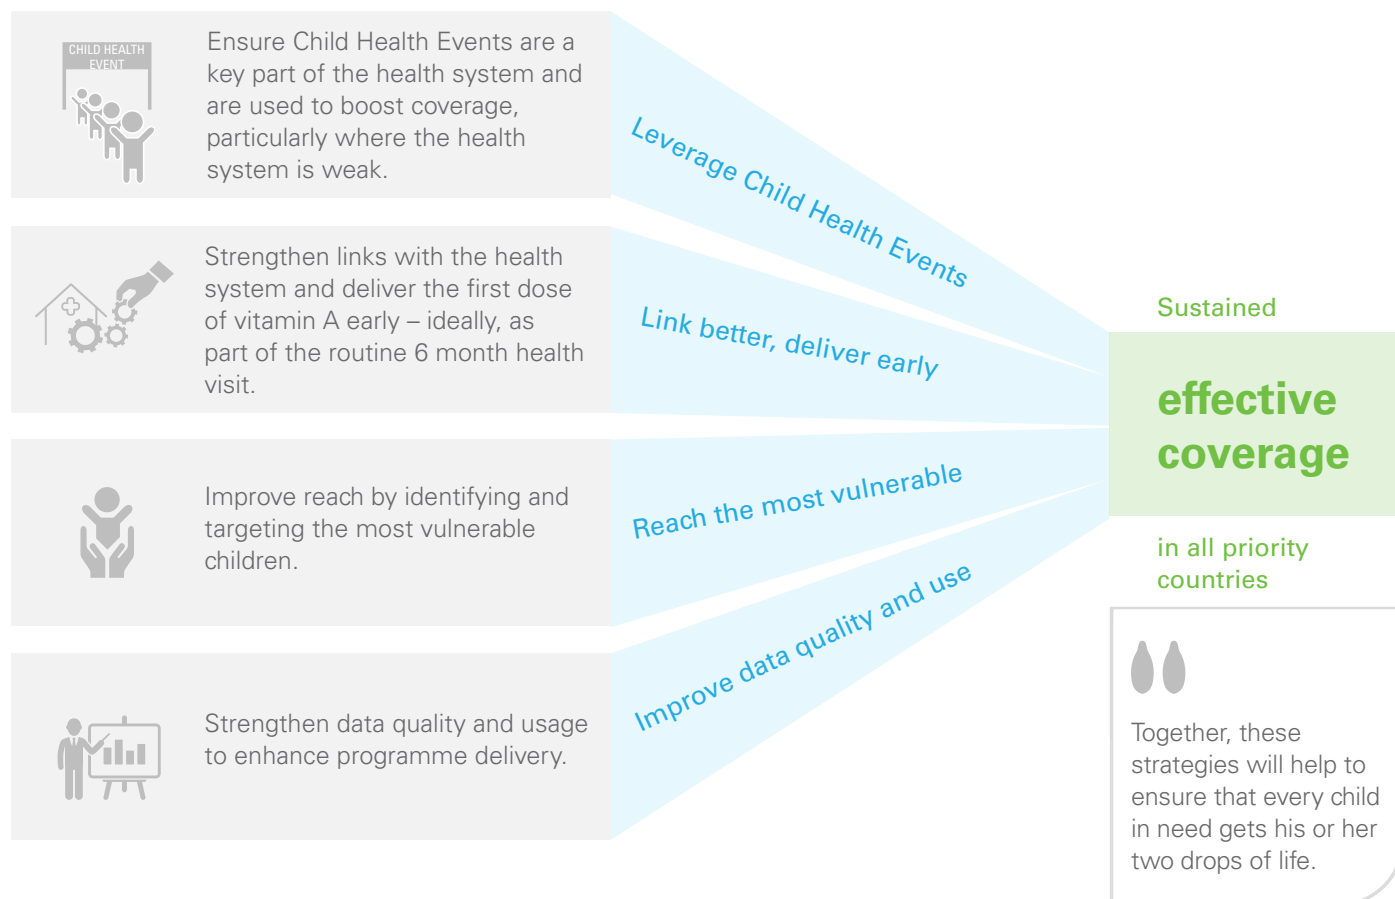 CHILD HEALTH
EVENT
Ensure Child Health Events are a
key part of the health system and
are used to boost coverage,
particularly where the health
system is weak.
Leverage Child Health Events
Strengthen links with the health
system and deliver the first dose
of vitamin A early – ideally, as
part of the routine 6 month health
visit.
Link better, deliver early
Improve reach by identifying and
targeting the most vulnerable
children.
Reach the most vulnerable
Strengthen data quality and usage
to enhance programme delivery.
Improve data quality and use
Sustained
effective
coverage
in all priority
countries
Together, these
strategies will help to
ensure that every child
in need gets his or her
two drops of life.